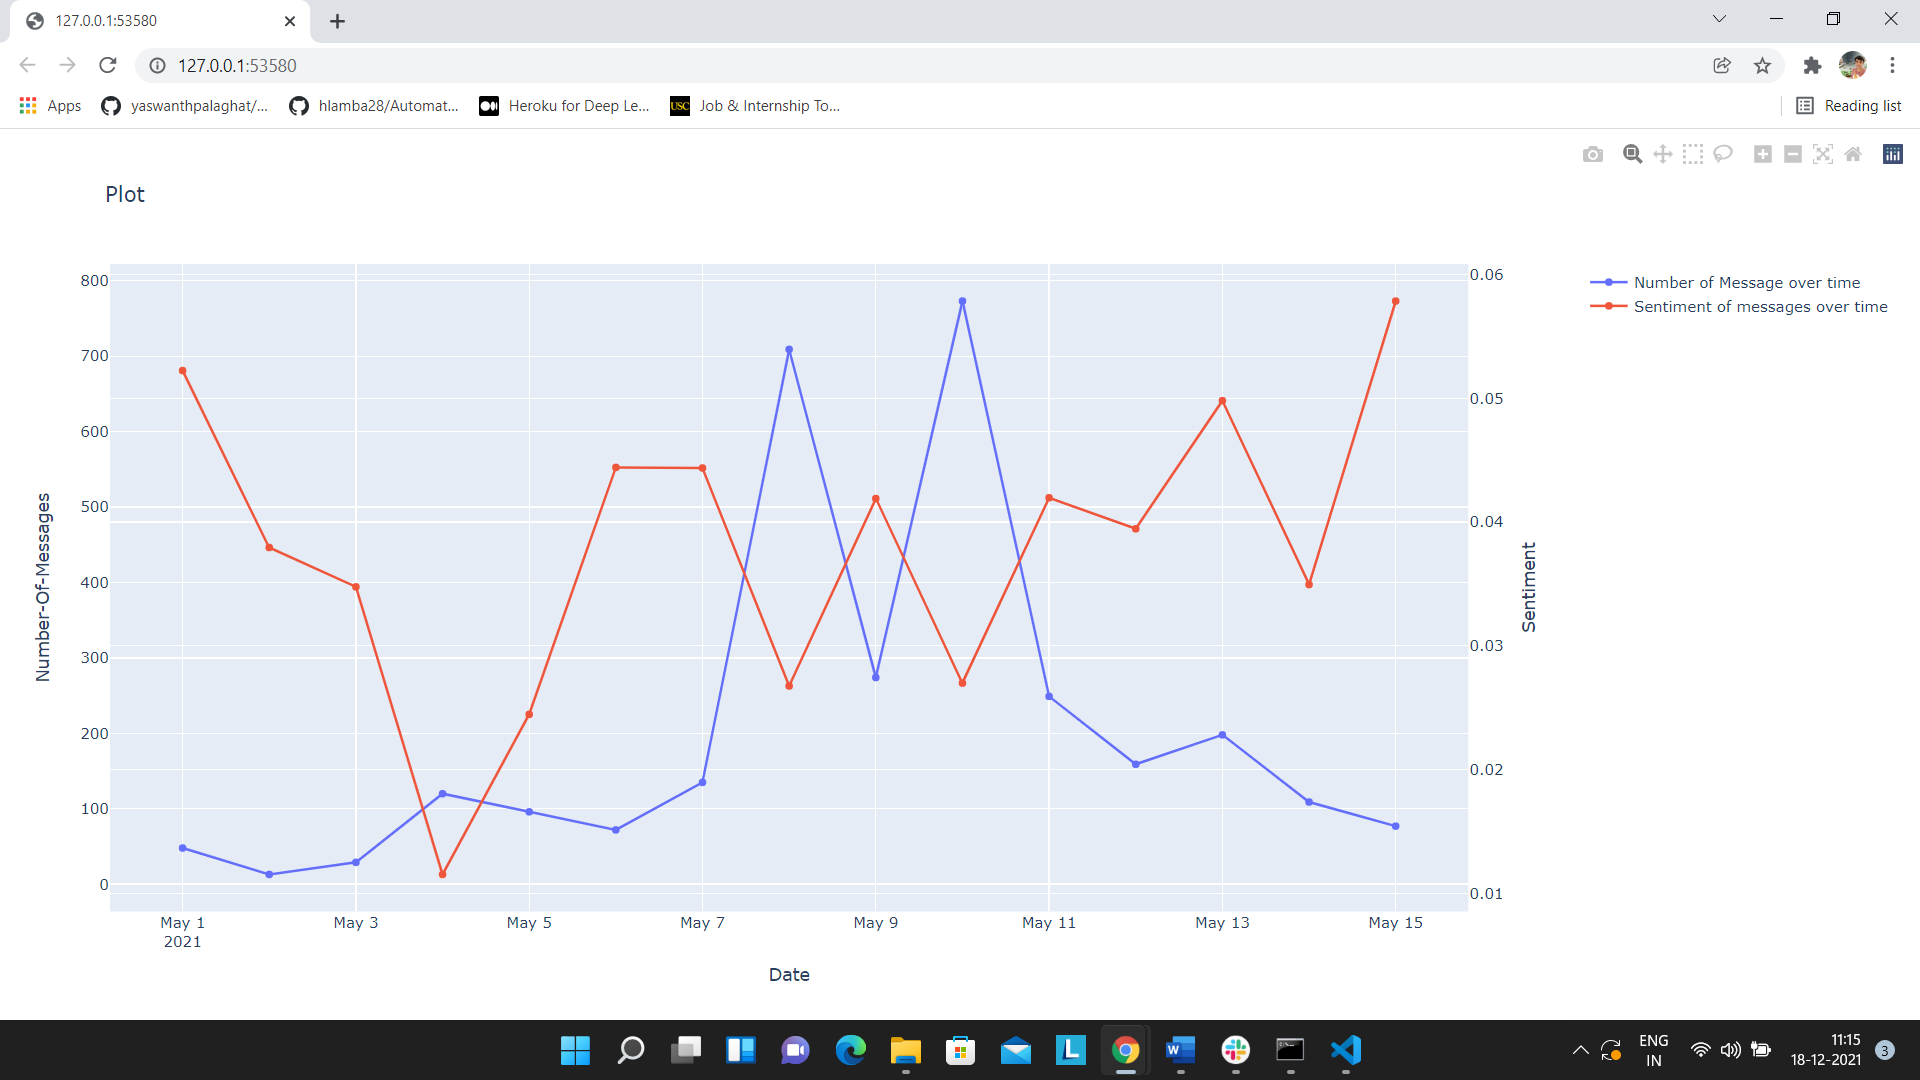 127.0.0.1:53580
127.0.0.1:53580
Apps
yaswanthpalaghat/...
hlamba28/Automat...
Heroku for Deep Le...
USC
Job & Internship To...
Reading list
Plot
800
700
600
500
400
300
200
100
0
Number-Of-Messages
0.06
0.05
0.04
0.03
0.02
0.01
Sentiment
Number of Message over time
Sentiment of messages over time
May 1
2021
May 3
May 5
May 7
May 9
May 11
May 13
May 15
Date
L
W
ENG
IN
11:15
18-12-2021
3